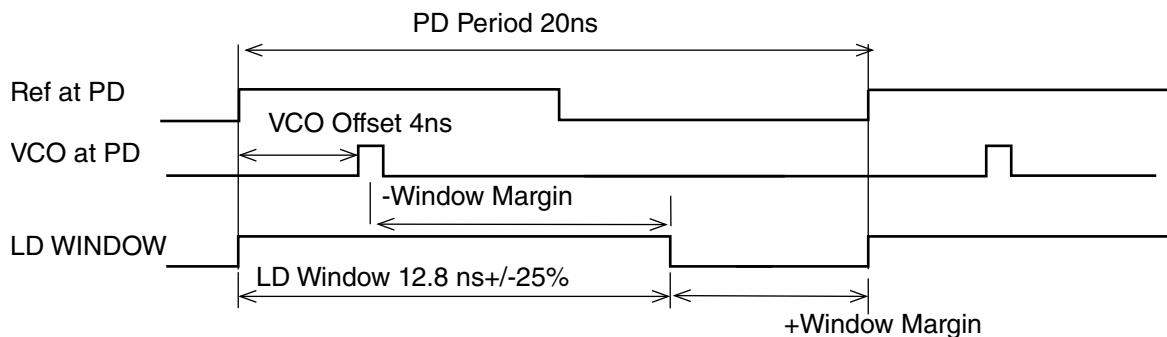 PD Period 20ns
Ref at PD
VCO Offset 4ns
VCO at PD
-Window Margin
LD WINDOW
LD Window 12.8 ns+/-25%
+Window Margin